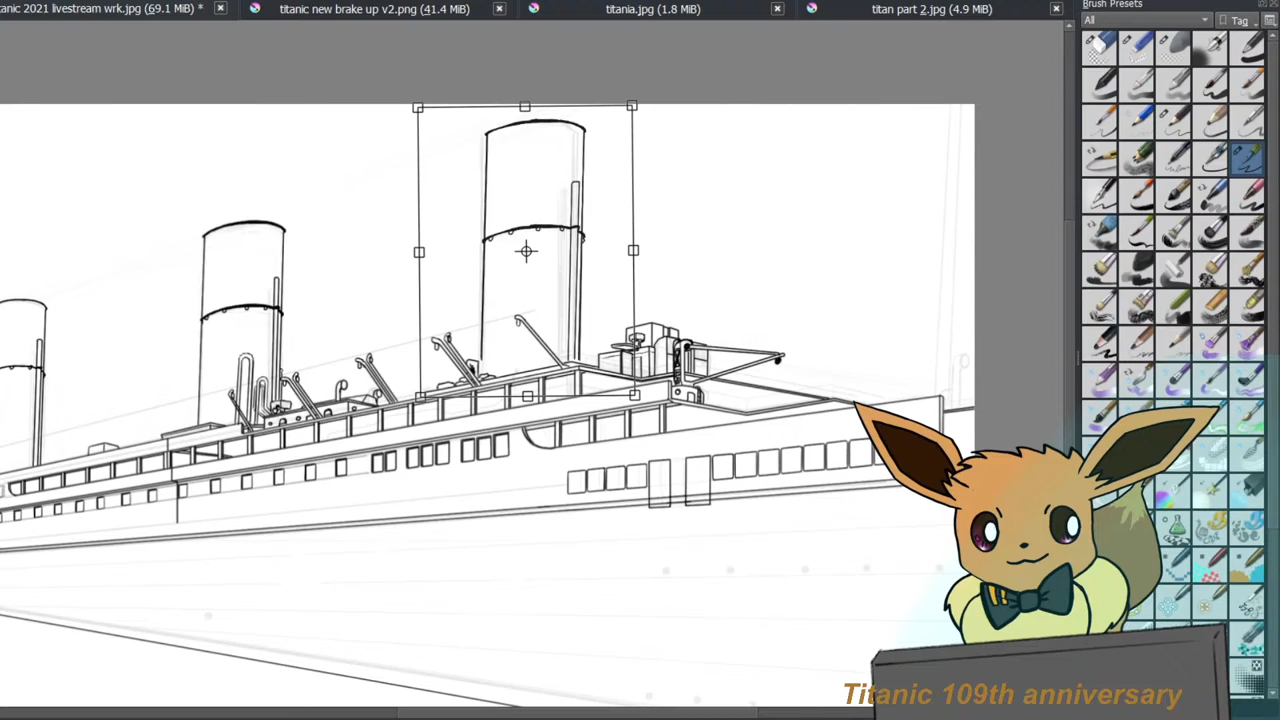 tanic 2021 livestream wrk.jpg (69.1 MiB) *
titanic new brake up v2.png (41.4 MiB)
titania.jpg (1.8 MiB)
titan part 2.jpg (4.9 MiB)
Brush Presets
All
Tag
Titanic 109th anniversary